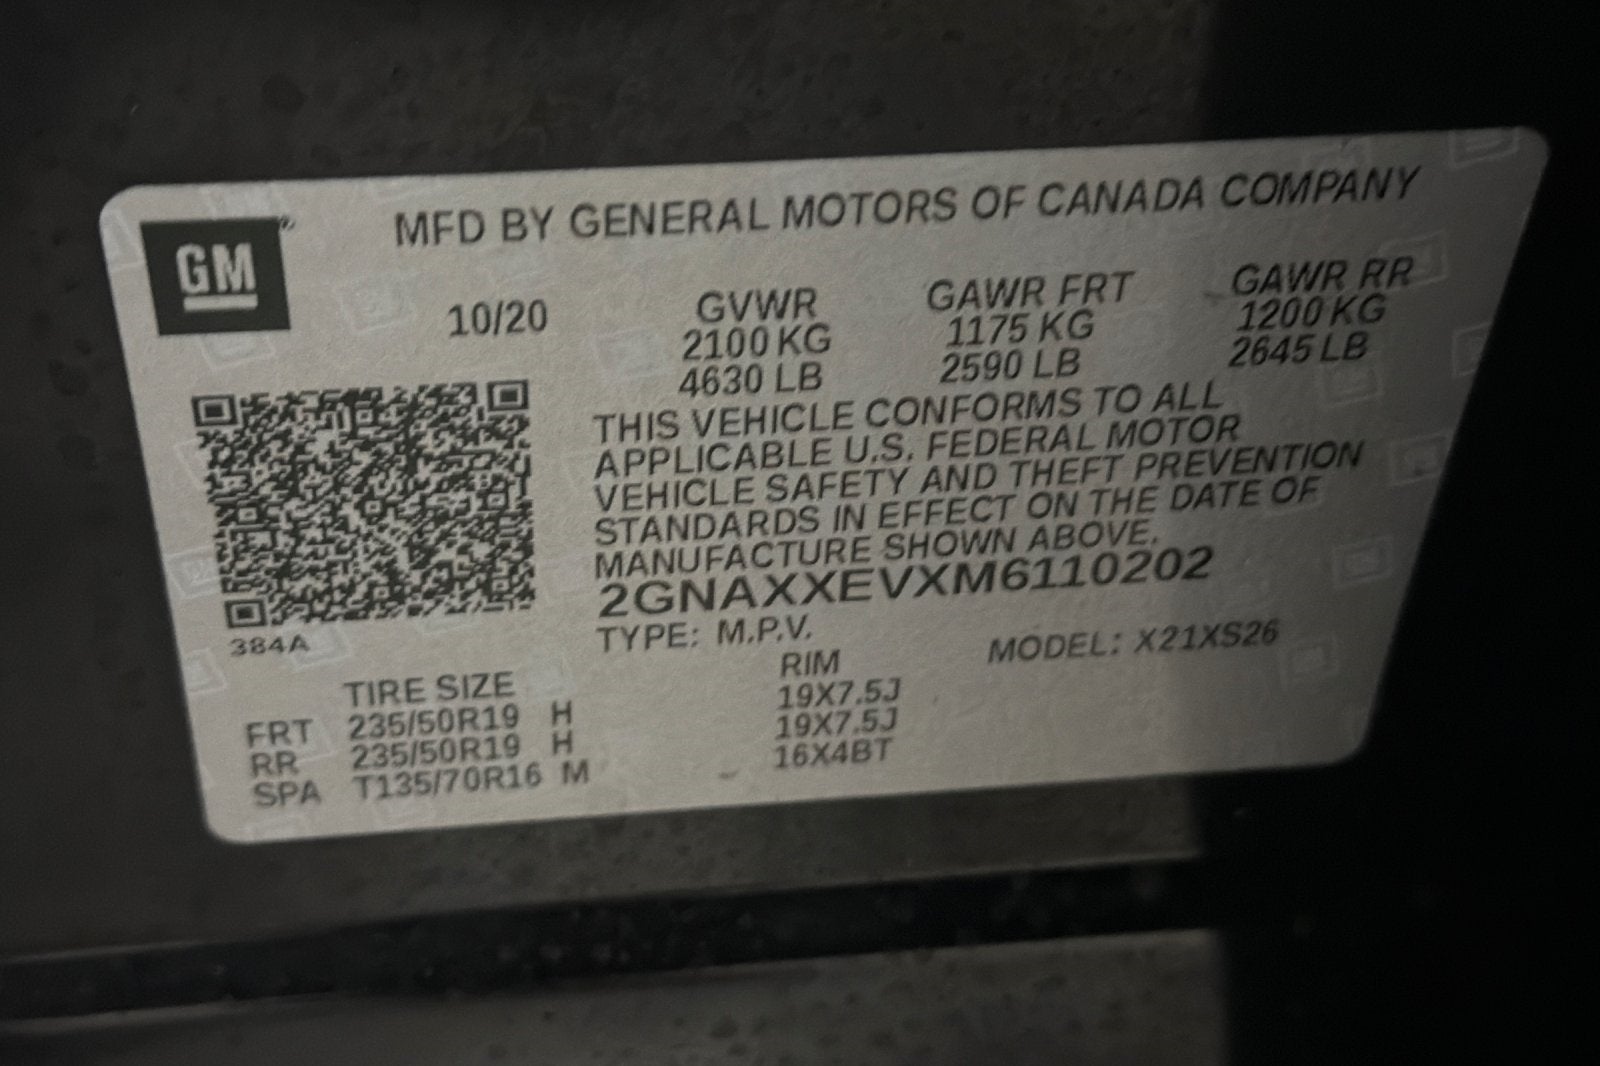 GM
MFD BY GENERAL MOTORS OF CANADA COMPANY
10/20
GVWR GAWR FRT GAWR RR
2100 KG 1175 KG 1200 KG
4630 LB 2590 LB 2645 LB
THIS VEHICLE CONFORMS TO ALL
APPLICABLE U.S. FEDERAL MOTOR
VEHICLE SAFETY AND THEFT PREVENTION
STANDARDS IN EFFECT ON THE DATE OF
MANUFACTURE SHOWN ABOVE.
2GNAXXEVXM6110202
384A
TYPE: M.P.V. MODEL: X21XS26
TIRE SIZE RIM
FRT 235/50R19 H 19X7.5J
RR 235/50R19 H 19X7.5J
SPA T135/70R16 M 16X4BT